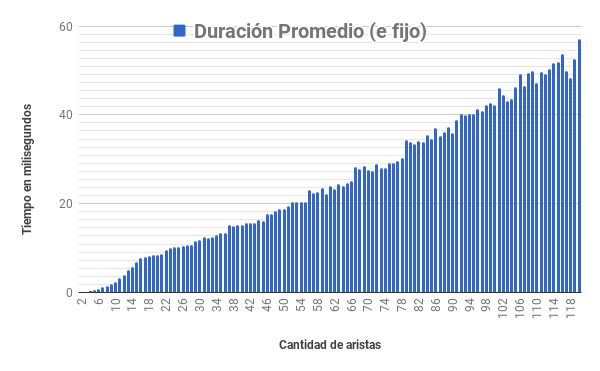 Duración Promedio (e fijo)
60
40
20
0
Tiempo en milisegundos
2 6 10 14 18 22 26 30 34 38 42 46 50 54 58 62 66 70 74 78 82 86 90 94 98 102 106 110 114 118
Cantidad de aristas